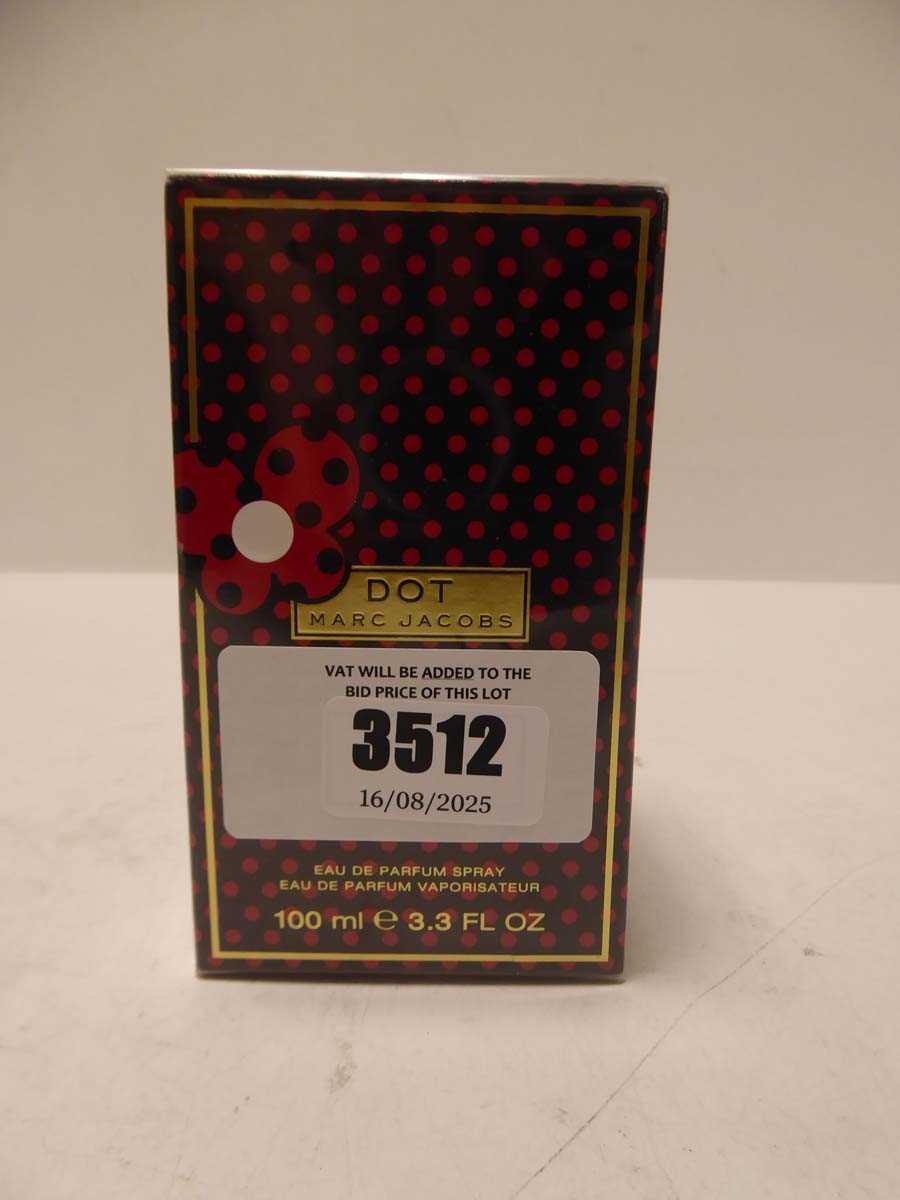 DOT
MARC JACOBS
VAT WILL BE ADDED TO THE
BID PRICE OF THIS LOT
3512
16/08/2025
EAU DE PARFUM SPRAY
EAU DE PARFUM VAPORISATEUR
100 ml ℮ 3.3 FL OZ